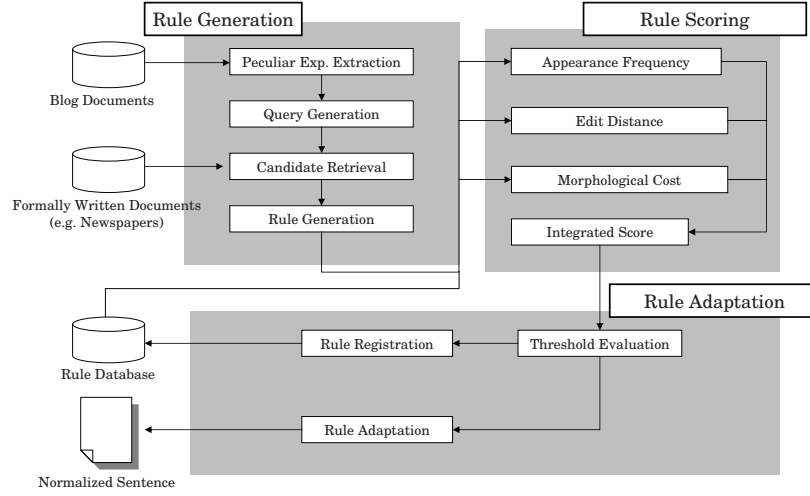 Rule Generation
Rule Scoring
Peculiar Exp. Extraction
Appearance Frequency
Blog Documents
Query Generation
Edit Distance
Candidate Retrieval
Morphological Cost
Formally Written Documents
(e.g. Newspapers)
Rule Generation
Integrated Score
Rule Adaptation
Rule Registration
Threshold Evaluation
Rule Database
Rule Adaptation
Normalized Sentence